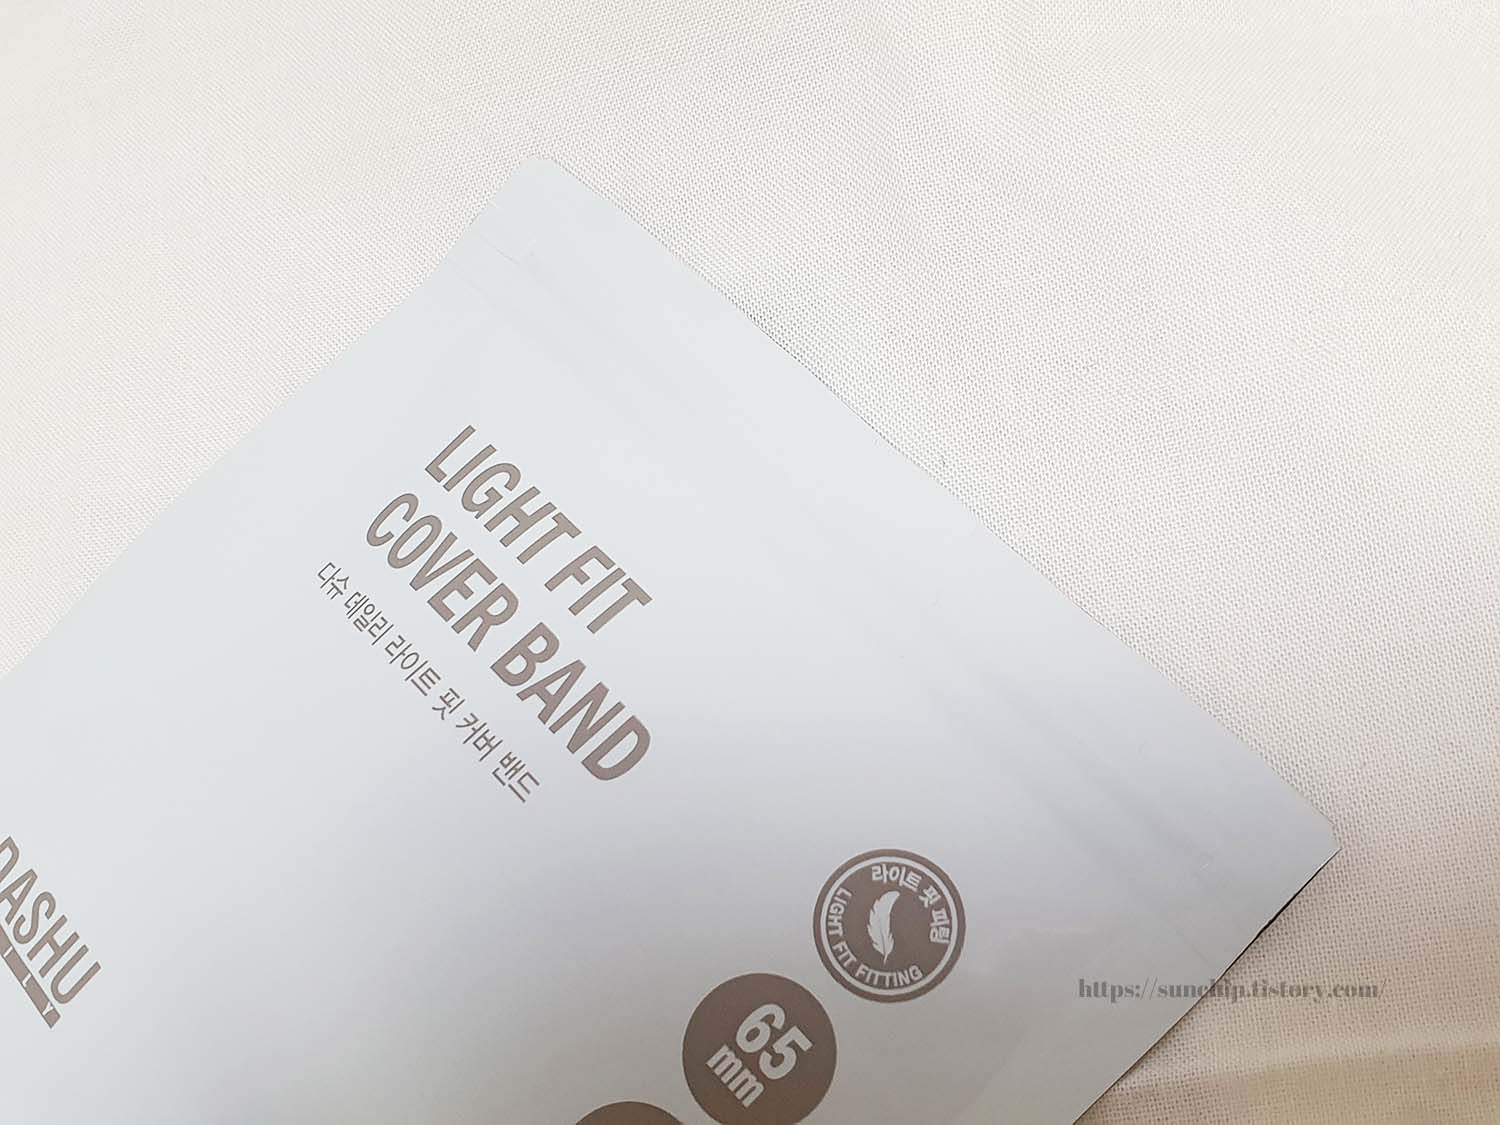 LIGHT FIT
COVER BAND
다슈 데일리 라이트 핏 커버 밴드
DASHU
라이트 핏 피팅
LIGHT FIT FITTING
65
mm
https://sunchip.tistory.com/